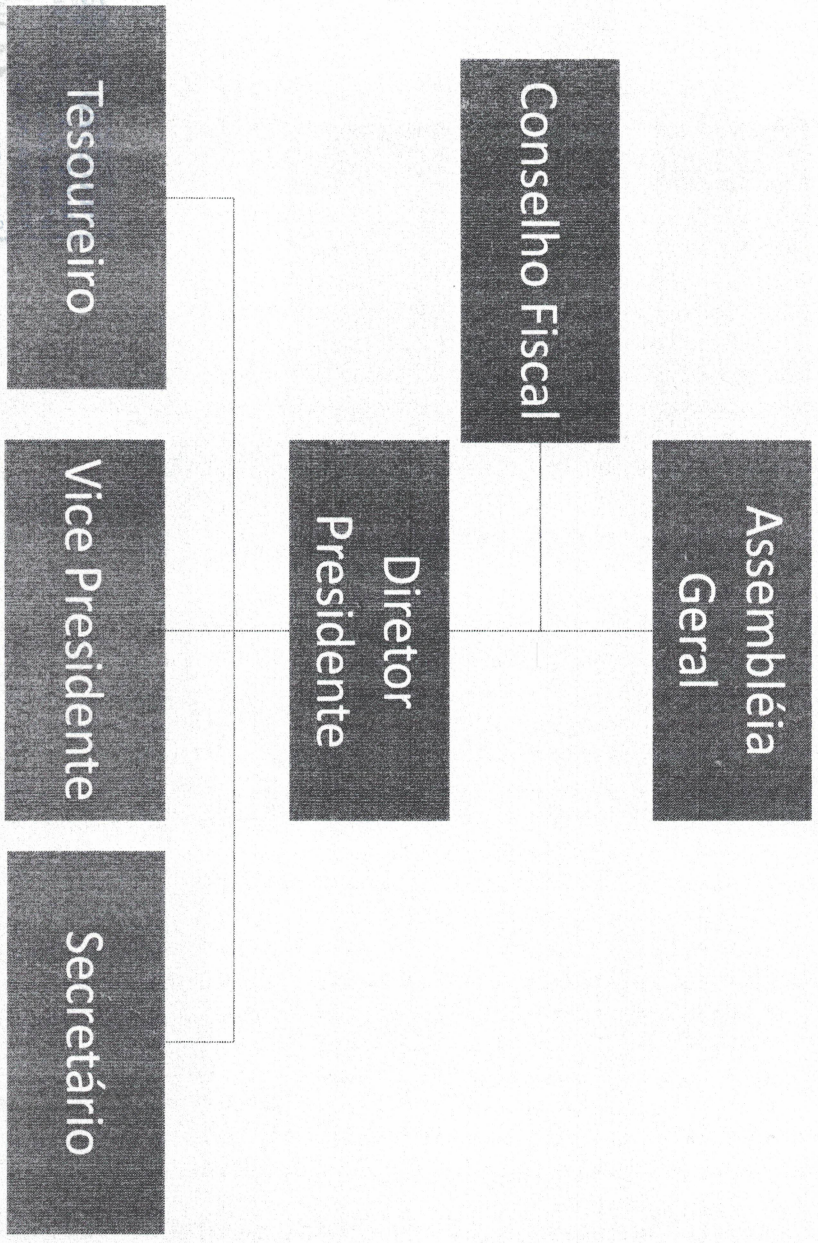 Assembléia
Geral
Conselho Fiscal
Diretor
Presidente
Tesoureiro
Vice Presidente
Secretário